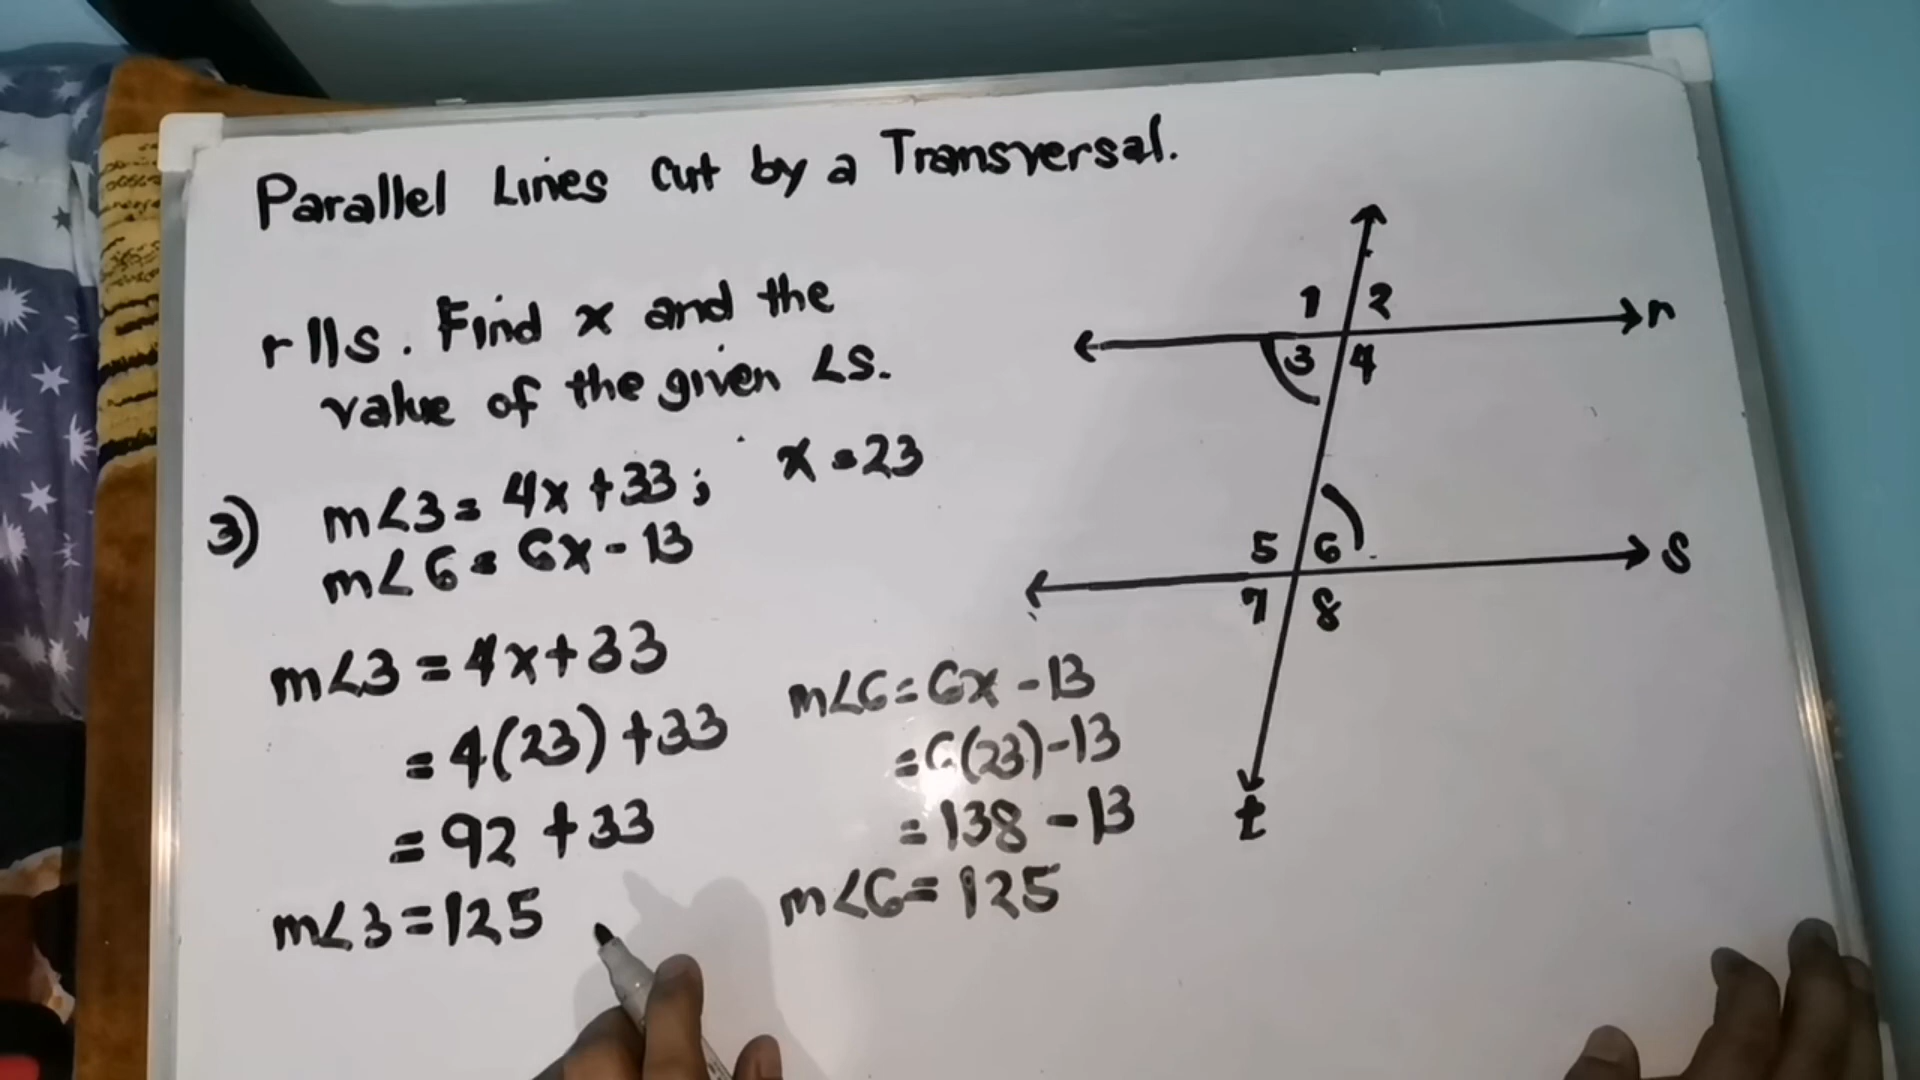 Parallel Lines cut by a Transversal.
r||s. Find x and the
value of the given ∠S.
3) m∠3 = 4x + 33; x = 23
m∠6 = 6x - 13
m∠3 = 4x + 33
= 4(23) + 33
= 92 + 33
m∠3 = 125
m∠6 = 6x - 13
= 6(23) - 13
= 138 - 13
m∠6 = 125
1 2
r
3 4
5 6
s
7 8
t